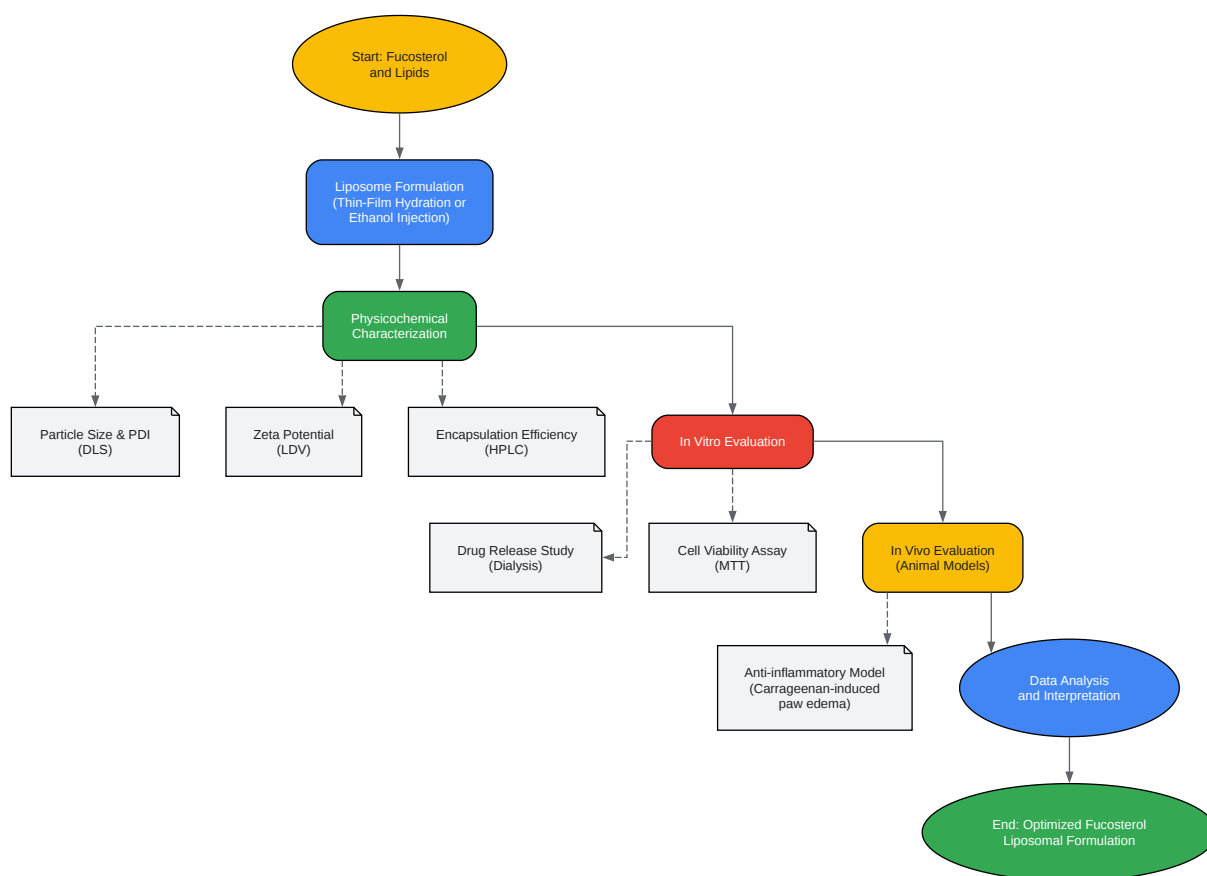 Start: Fucosterol
and Lipids
Liposome Formulation
(Thin-Film Hydration or
Ethanol Injection)
Physicochemical
Characterization
Particle Size & PDI
(DLS)
Zeta Potential
(LDV)
Encapsulation Efficiency
(HPLC)
In Vitro Evaluation
Drug Release Study
(Dialysis)
Cell Viability Assay
(MTT)
In Vivo Evaluation
(Animal Models)
Anti-inflammatory Model
(Carrageenan-induced
paw edema)
Data Analysis
and Interpretation
End: Optimized Fucosterol
Liposomal Formulation